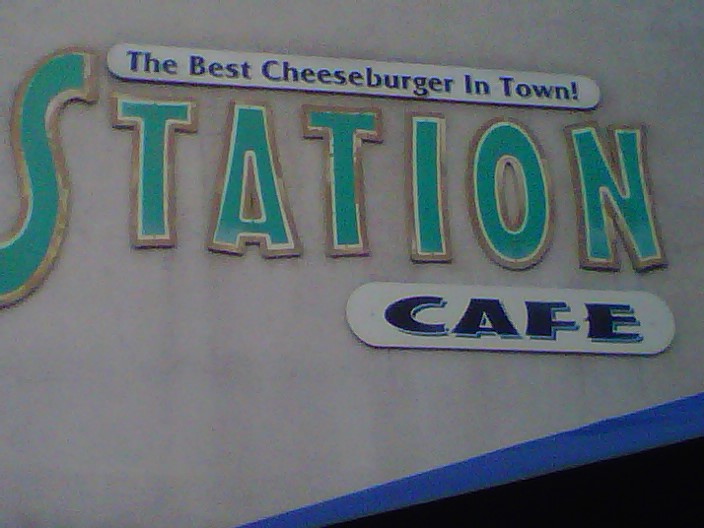 The Best Cheeseburger In Town!
STATION
CAFE